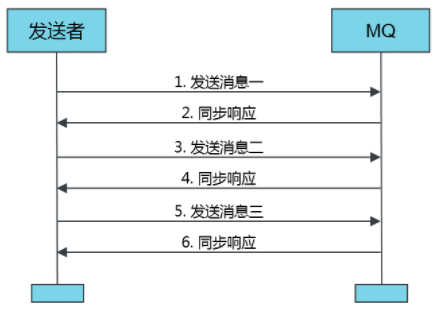 发送者
MQ
1. 发送消息一
2. 同步响应
3. 发送消息二
4. 同步响应
5. 发送消息三
6. 同步响应